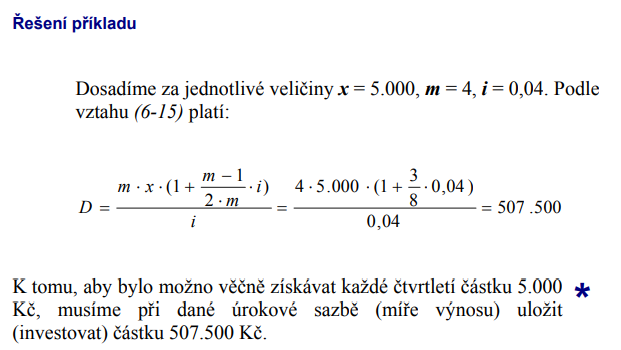 Řešení příkladu
Dosadíme za jednotlivé veličiny x = 5.000, m = 4, i = 0,04. Podle
vztahu (6-15) platí:
D = \frac{m \cdot x \cdot (1 + \frac{m - 1}{2 \cdot m} \cdot i)}{i} = \frac{4 \cdot 5.000 \cdot (1 + \frac{3}{8} \cdot 0,04)}{0,04} = 507.500
K tomu, aby bylo možno věčně získávat každé čtvrtletí částku 5.000 *
Kč, musíme při dané úrokové sazbě (míře výnosu) uložit
(investovat) částku 507.500 Kč.